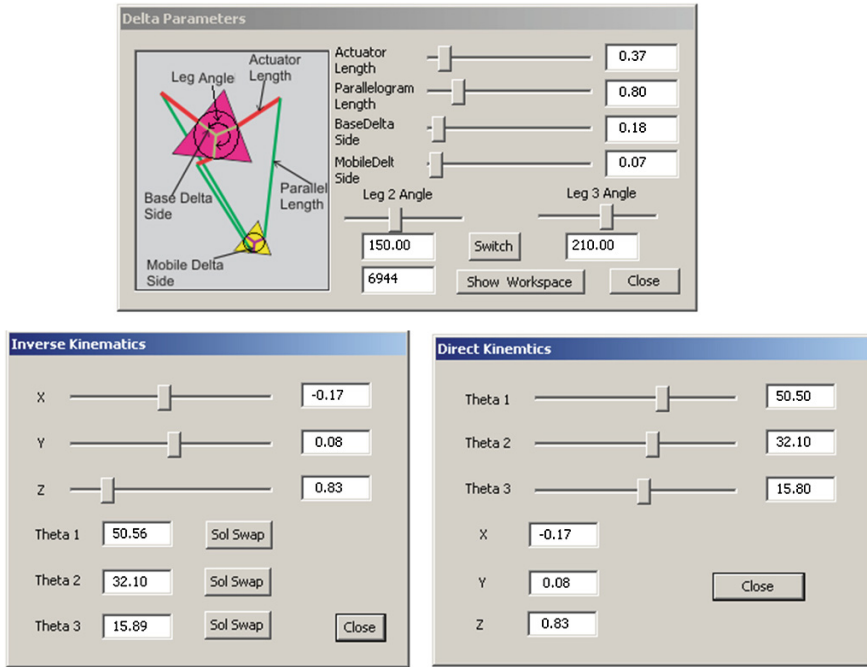 Delta Parameters
Leg Angle
Actuator
Length
Base Delta
Side
Parallel
Length
Mobile Delta
Side
Actuator
Length
0.37
Parallelogram
Length
0.80
BaseDelta
Side
0.18
MobileDelt
Side
0.07
Leg 2 Angle
Leg 3 Angle
150.00
Switch
210.00
6944
Show Workspace
Close
Inverse Kinematics
X
-0.17
Y
0.08
Z
0.83
Theta 1
50.56
Sol Swap
Theta 2
32.10
Sol Swap
Theta 3
15.89
Sol Swap
Close
Direct Kinemtics
Theta 1
50.50
Theta 2
32.10
Theta 3
15.80
X
-0.17
Y
0.08
Close
Z
0.83